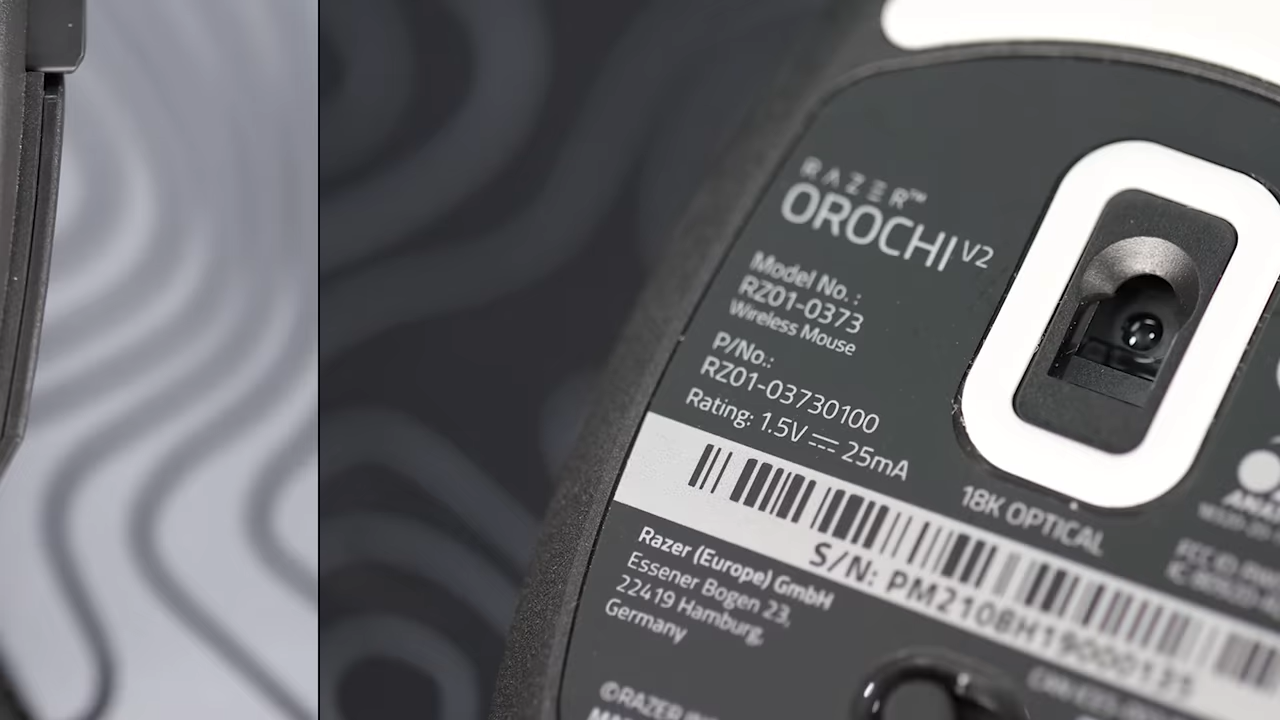 RAZER™
OROCHI V2
Model No.:
RZ01-0373
Wireless Mouse
P/No.:
RZ01-03730100
Rating: 1.5V ⎓ 25mA
18K OPTICAL
S/N: PM2108H19000125
Razer (Europe) GmbH
Essener Bogen 23,
22419 Hamburg,
Germany
©RAZER